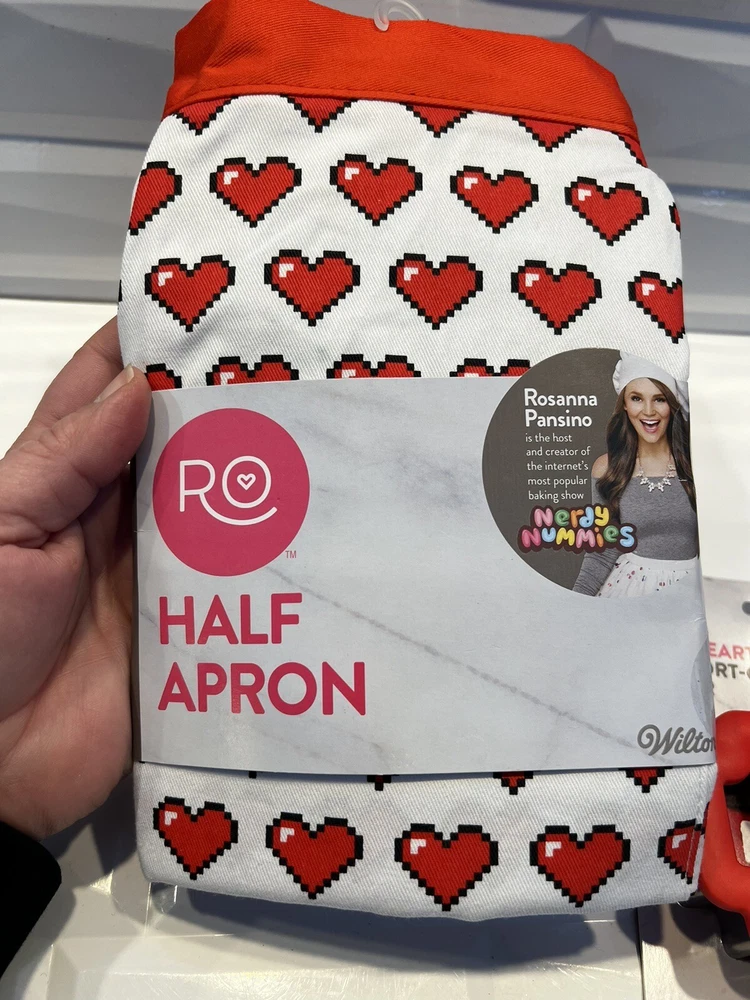 Rosanna
Pansino
is the host
and creator of
the internet's
most popular
baking show
Nerdy
Nummies
RO
TM
HALF
APRON
Wilton